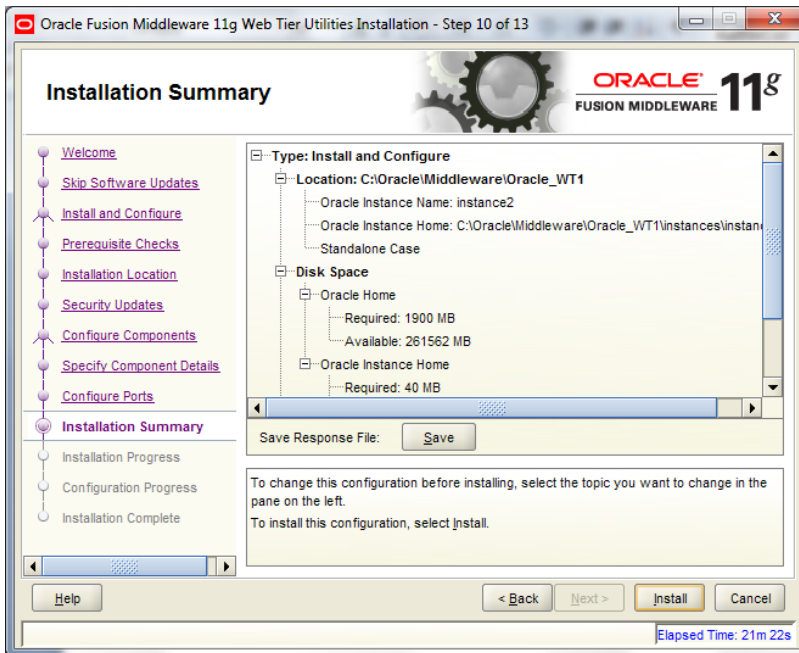 Oracle Fusion Middleware 11g Web Tier Utilities Installation - Step 10 of 13
Installation Summary
ORACLE
FUSION MIDDLEWARE 11g
Welcome
Skip Software Updates
Install and Configure
Prerequisite Checks
Installation Location
Security Updates
Configure Components
Specify Component Details
Configure Ports
Installation Summary
Installation Progress
Configuration Progress
Installation Complete
Type: Install and Configure
Location: C:\Oracle\Middleware\Oracle_WT1
Oracle Instance Name: instance2
Oracle Instance Home: C:\Oracle\Middleware\Oracle_WT1\instances\instan
Standalone Case
Disk Space
Oracle Home
Required: 1900 MB
Available: 261562 MB
Oracle Instance Home
Required: 40 MB
Save Response File: Save
To change this configuration before installing, select the topic you want to change in the
pane on the left.
To install this configuration, select Install.
Help < Back Next > Install Cancel
Elapsed Time: 21m 22s